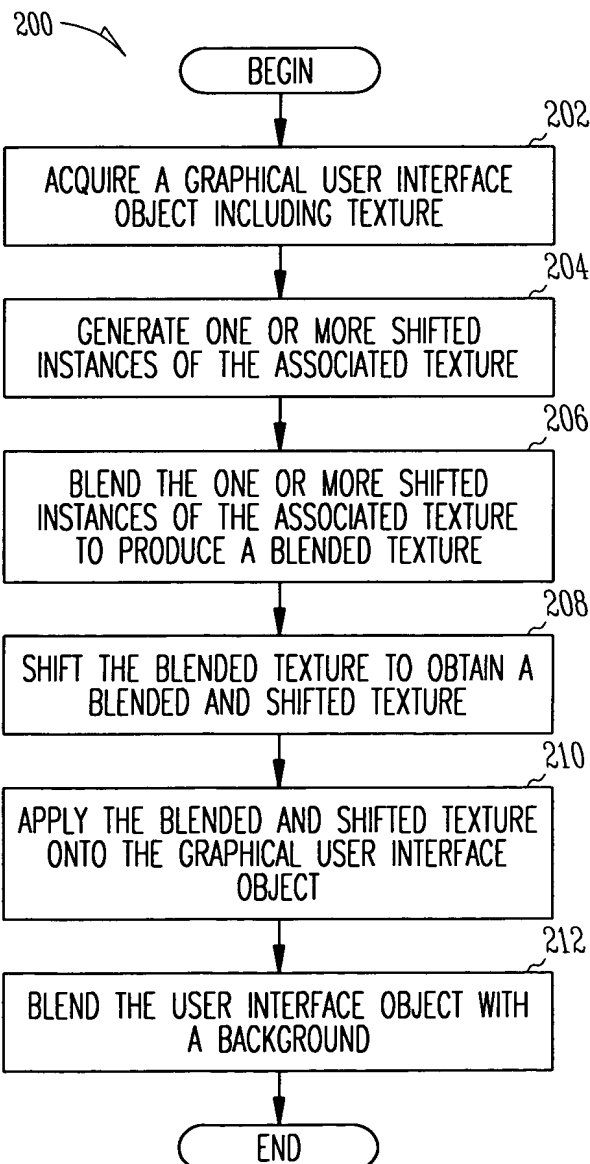 200
BEGIN
202
ACQUIRE A GRAPHICAL USER INTERFACE
OBJECT INCLUDING TEXTURE
204
GENERATE ONE OR MORE SHIFTED
INSTANCES OF THE ASSOCIATED TEXTURE
206
BLEND THE ONE OR MORE SHIFTED
INSTANCES OF THE ASSOCIATED TEXTURE
TO PRODUCE A BLENDED TEXTURE
208
SHIFT THE BLENDED TEXTURE TO OBTAIN A
BLENDED AND SHIFTED TEXTURE
210
APPLY THE BLENDED AND SHIFTED TEXTURE
ONTO THE GRAPHICAL USER INTERFACE
OBJECT
212
BLEND THE USER INTERFACE OBJECT WITH
A BACKGROUND
END